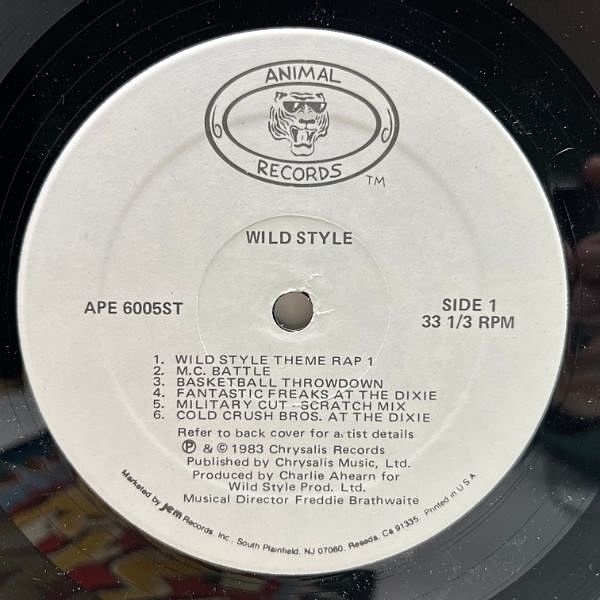 ANIMAL
RECORDS
TM
WILD STYLE
APE 6005ST
SIDE 1
33 1/3 RPM
1. WILD STYLE THEME RAP 1
2. M.C. BATTLE
3. BASKETBALL THROWDOWN
4. FANTASTIC FREAKS AT THE DIXIE
5. MILITARY CUT-SCRATCH MIX
6. COLD CRUSH BROS. AT THE DIXIE
Refer to back cover for artist details
℗ & © 1983 Chrysalis Records
Published by Chrysalis Music, Ltd.
Produced by Charlie Ahearn for
Wild Style Prod. Ltd.
Musical Director Freddie Brathwaite
Marketed by jem Records, Inc., South Plainfield, NJ 07080, Reseda, Ca 91335 Printed in U.S.A